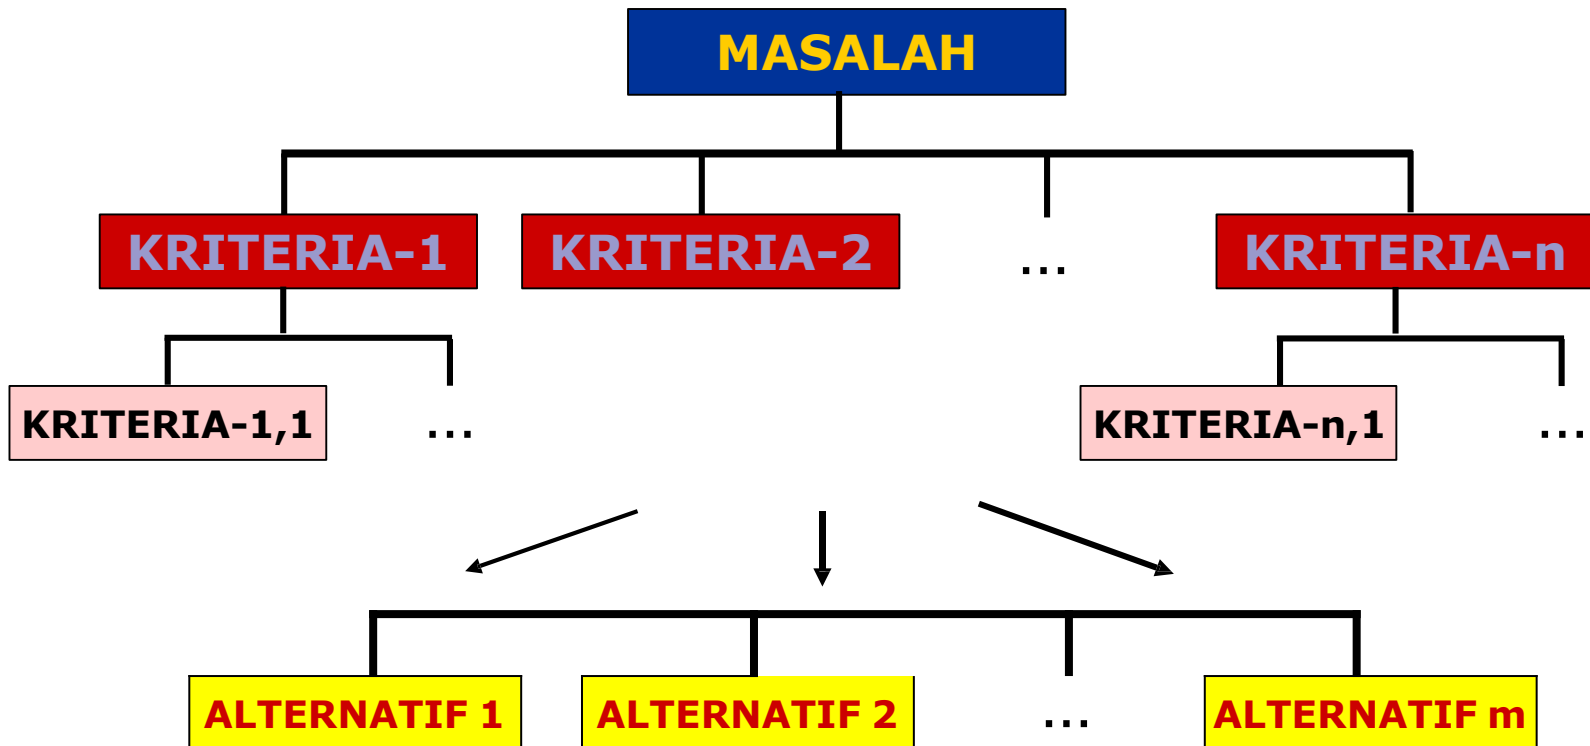 MASALAH
KRITERIA-1
KRITERIA-2
...
KRITERIA-n
KRITERIA-1,1
...
KRITERIA-n,1
...
ALTERNATIF 1
ALTERNATIF 2
...
ALTERNATIF m